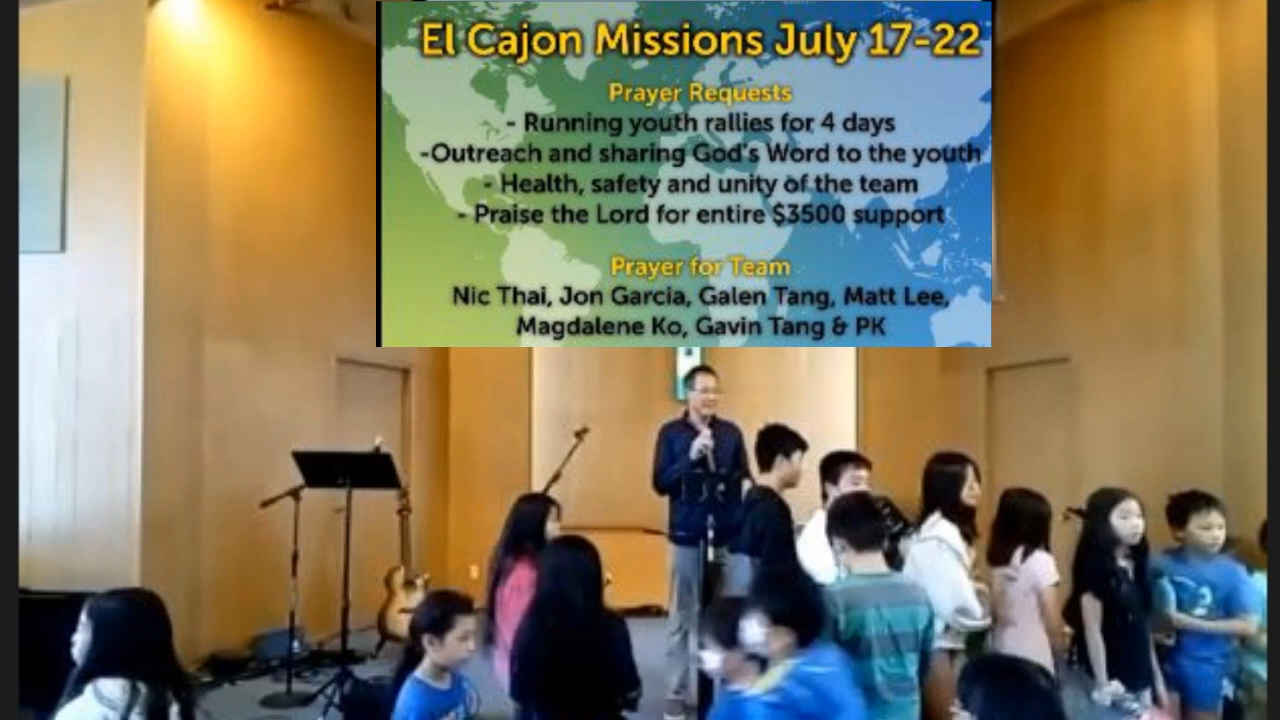 El Cajon Missions July 17-22
Prayer Requests
- Running youth rallies for 4 days
-Outreach and sharing God's Word to the youth
- Health, safety and unity of the team
- Praise the Lord for entire $3500 support
Prayer for Team
Nic Thai, Jon Garcia, Galen Tang, Matt Lee,
Magdalene Ko, Gavin Tang & PK